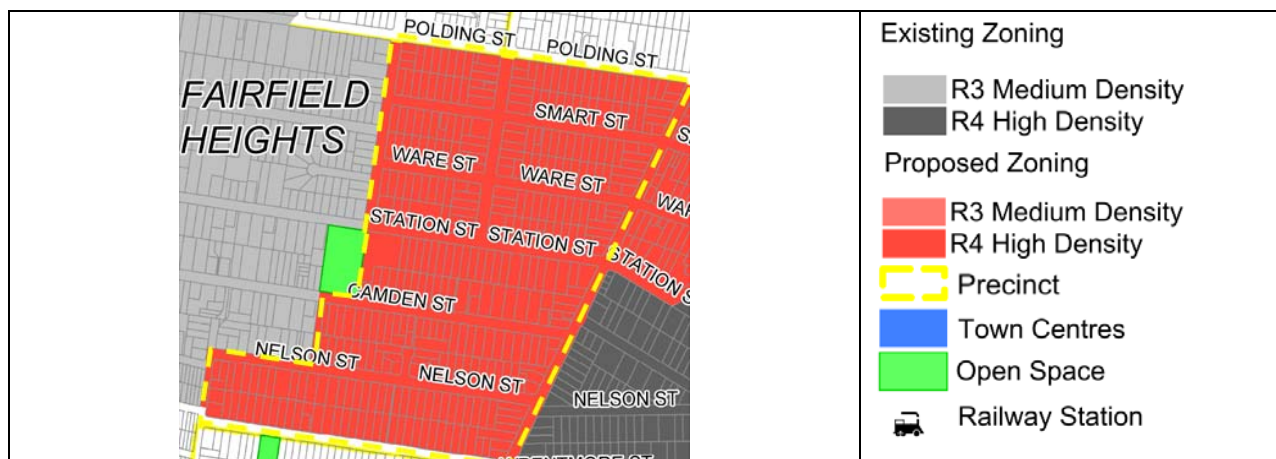 POLDING ST
POLDING ST
FAIRFIELD
HEIGHTS
SMART ST
WARE ST
WARE ST
STATION ST
STATION ST
STATION S
CAMDEN ST
NELSON ST
NELSON ST
NELSON ST
Existing Zoning
R3 Medium Density
R4 High Density
Proposed Zoning
R3 Medium Density
R4 High Density
Precinct
Town Centres
Open Space
Railway Station